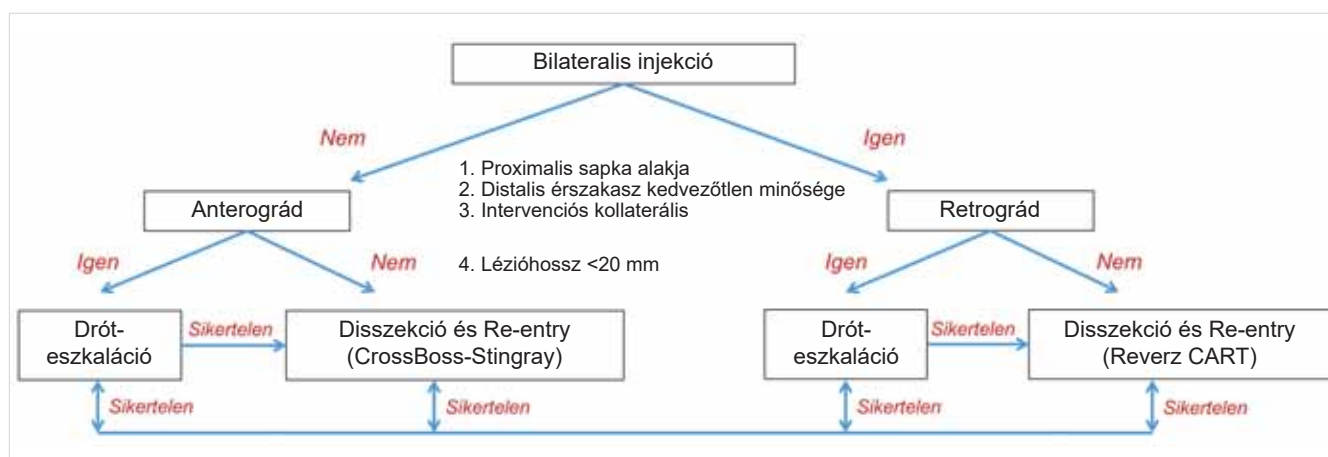 Bilateralis injekció
Nem
Igen
1. Proximalis sapka alakja
2. Distalis érszakasz kedvezőtlen minősége
3. Intervenciós kollaterális
Anterográd
Retrográd
Igen
Nem
4. Lézióhossz <20 mm
Igen
Nem
Drót-
eszkaláció
Sikertelen
Disszekció és Re-entry
(CrossBoss-Stingray)
Drót-
eszkaláció
Sikertelen
Disszekció és Re-entry
(Reverz CART)
Sikertelen
Sikertelen
Sikertelen
Sikertelen